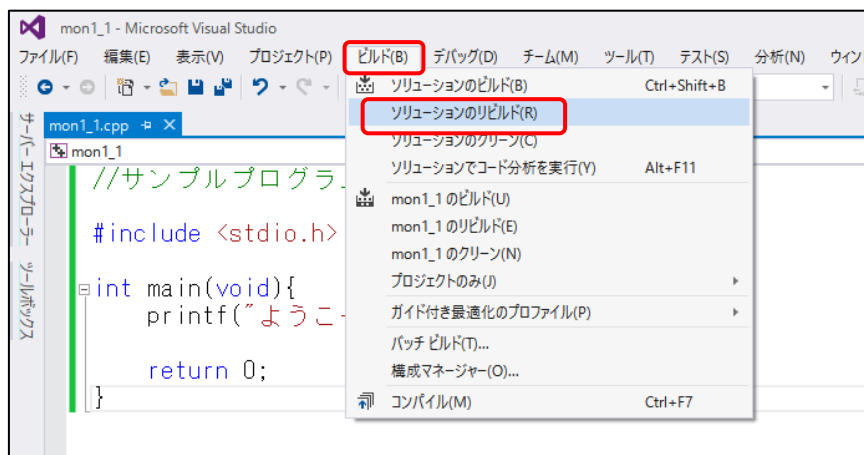 mon1_1 - Microsoft Visual Studio
ファイル(F) 編集(E) 表示(V) プロジェクト(P) ビルド(B) デバッグ(D) チーム(M) ツール(T) テスト(S) 分析(N) ウィン
ソリューションのビルド(B) Ctrl+Shift+B
ソリューションのリビルド(R)
ソリューションのクリーン(C)
ソリューションでコード分析を実行(Y) Alt+F11
mon1_1 のビルド(U)
mon1_1 のリビルド(E)
mon1_1 のクリーン(N)
プロジェクトのみ(J)
ガイド付き最適化のプロファイル(P)
バッチ ビルド(T)...
構成マネージャー(O)...
コンパイル(M) Ctrl+F7
サーバー エクスプローラー
ツールボックス
mon1_1.cpp
mon1_1
//サンプルプログラ
#include <stdio.h>
int main(void){
printf("ようこ
return 0;
}